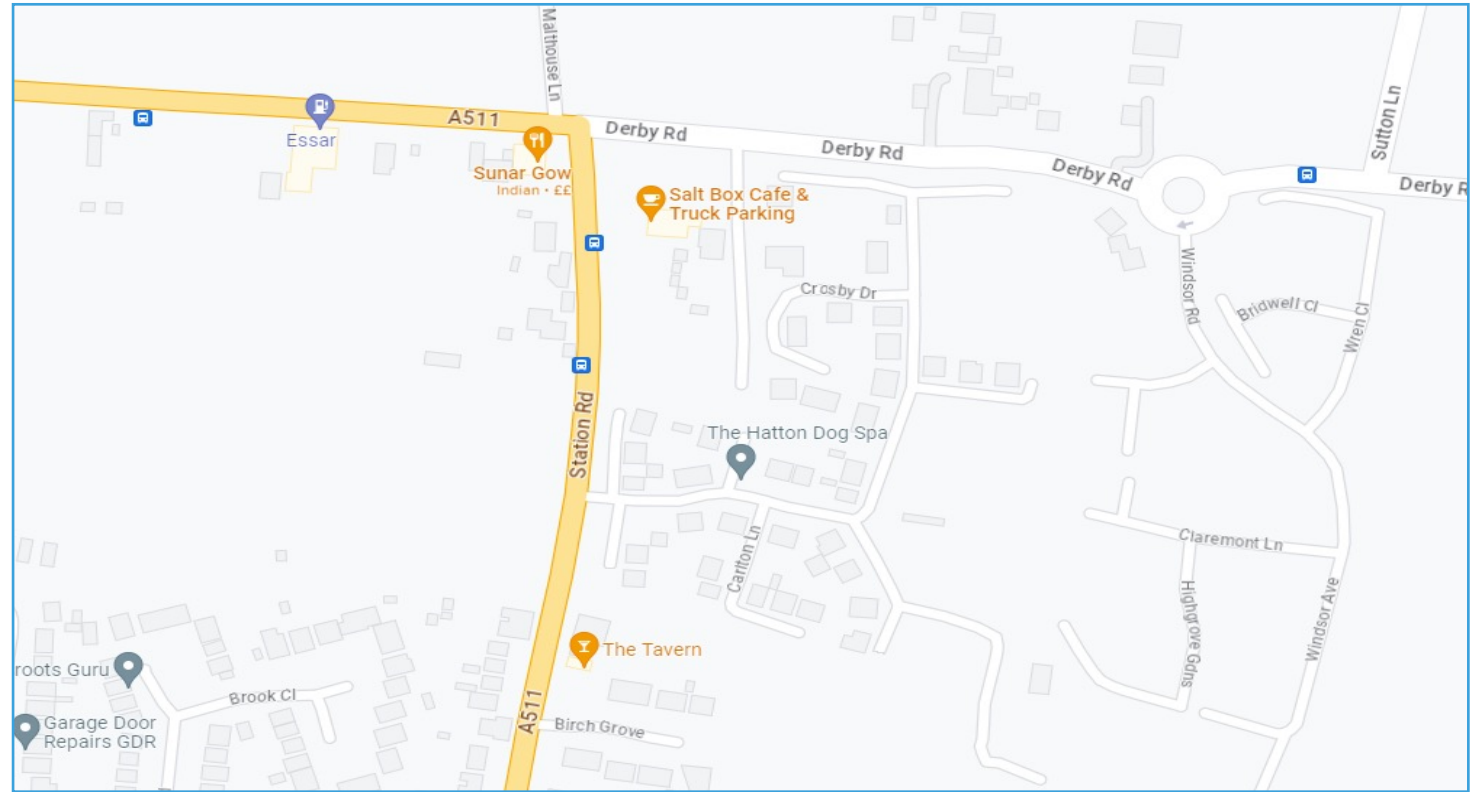 Malthouse Ln
A511
Essar
Sunar Gow
Indian • ££
Derby Rd
Derby Rd
Derby Rd
Sutton Ln
Derby R
Salt Box Cafe &
Truck Parking
Crosby Dr
Windsor Rd
Bridwell Cl
Wren Cl
Station Rd
The Hatton Dog Spa
Carlton Ln
Claremont Ln
Highgrove Gdns
Windsor Ave
The Tavern
roots Guru
Brook Cl
A511
Birch Grove
Garage Door
Repairs GDR